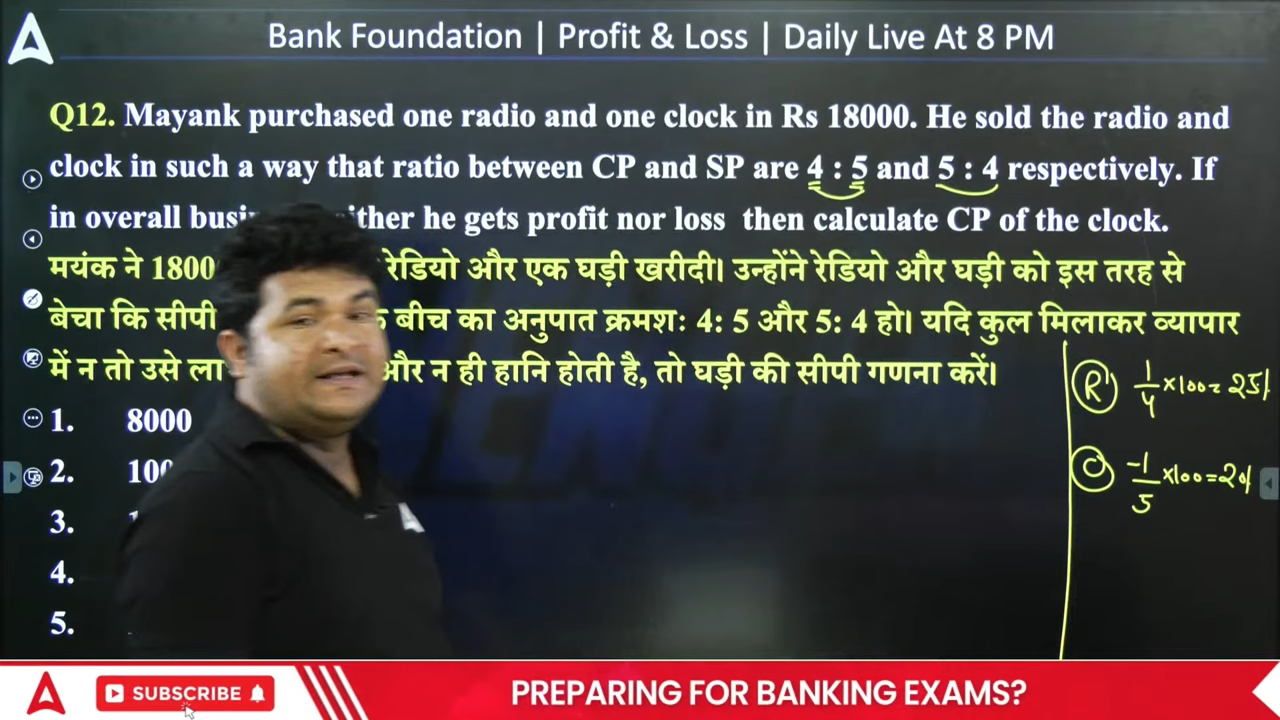 Bank Foundation | Profit & Loss | Daily Live At 8 PM
Q12. Mayank purchased one radio and one clock in Rs 18000. He sold the radio and
clock in such a way that ratio between CP and SP are 4 : 5 and 5 : 4 respectively. If
in overall he gets profit nor loss then calculate CP of the clock.
मयंक ने रेडियो और एक घड़ी खरीदी। उन्होंने रेडियो और घड़ी को इस तरह से
बेचा कि सीपी बीच का अनुपात क्रमशः 4: 5 और 5: 4 हो। यदि कुल मिलाकर व्यापार
में न तो उसे और न ही हानि होती है, तो घड़ी की सीपी गणना करें।
R 1/4 ×100= 25%
1. 8000
C -1/5 ×100=20%
2.
3.
4.
5.
SUBSCRIBE
PREPARING FOR BANKING EXAMS?